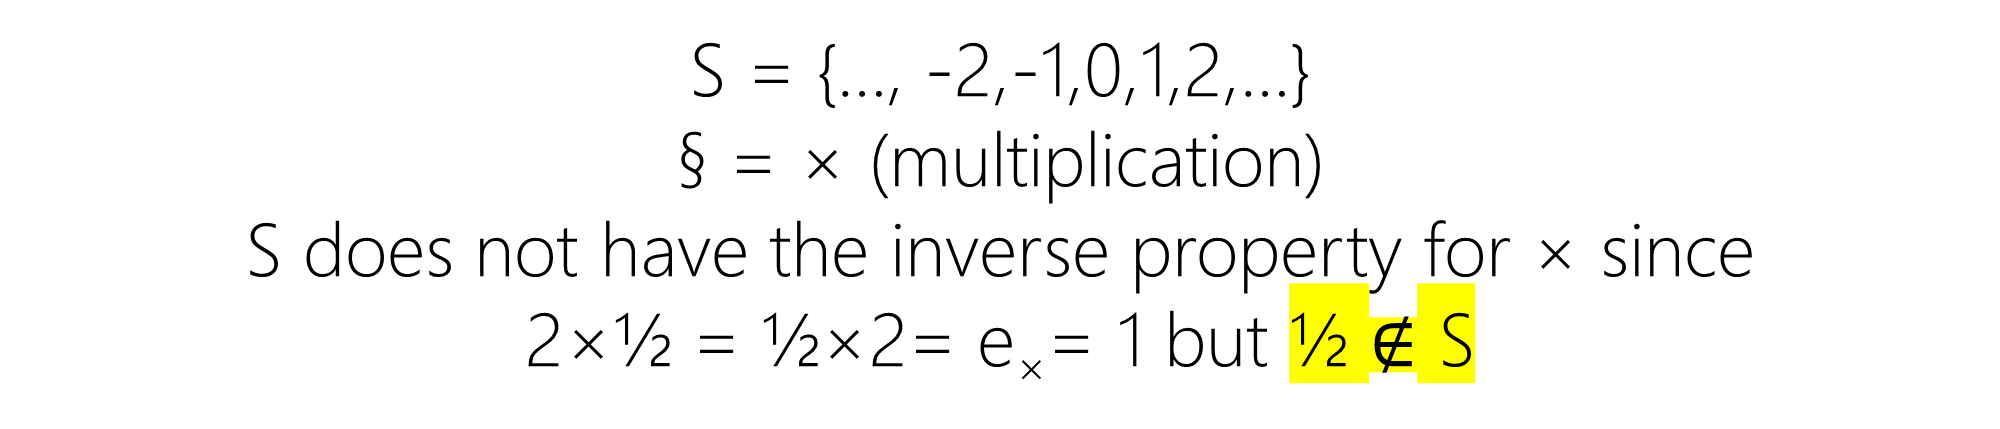 S = {..., -2,-1,0,1,2,...}
§ = × (multiplication)
S does not have the inverse property for × since
2×½ = ½×2= e× = 1 but ½ ∉ S